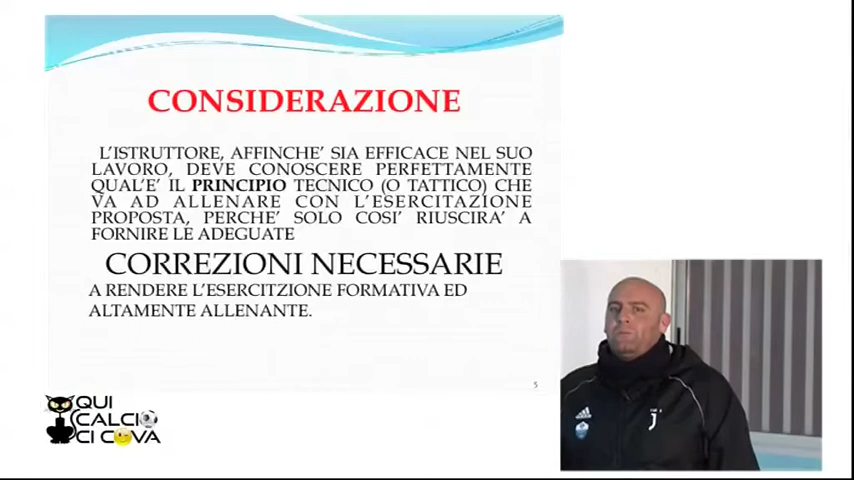 CONSIDERAZIONE
L'ISTRUTTORE, AFFINCHE' SIA EFFICACE NEL SUO
LAVORO, DEVE CONOSCERE PERFETTAMENTE
QUAL'E' IL PRINCIPIO TECNICO (O TATTICO) CHE
VA AD ALLENARE CON L'ESERCITAZIONE
PROPOSTA, PERCHE' SOLO COSI' RIUSCIRA' A
FORNIRE LE ADEGUATE
CORREZIONI NECESSARIE
A RENDERE L'ESERCITZIONE FORMATIVA ED
ALTAMENTE ALLENANTE.
5
QUI
CALCIO
CI COVA